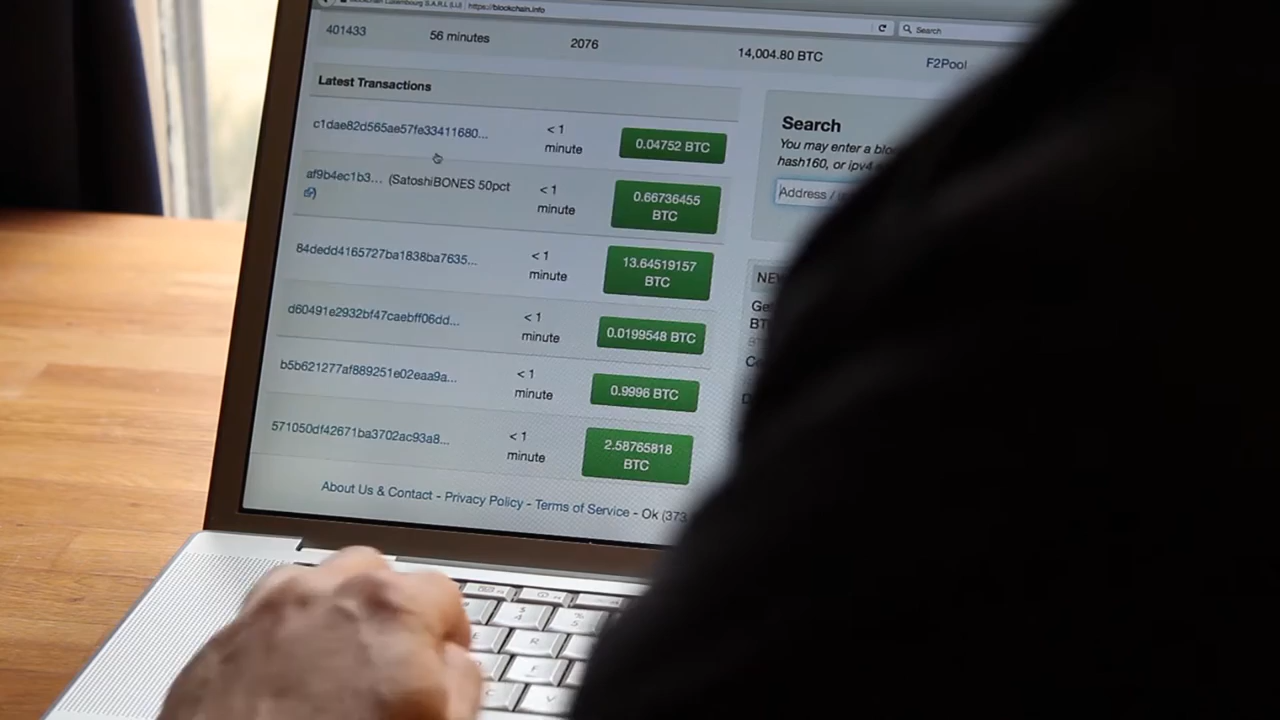 https://blockchain.info
Search
401433 56 minutes 2076 14,004.80 BTC F2Pool
Latest Transactions
c1dae82d565ae57fe33411680... < 1 minute 0.04752 BTC
af9b4ec1b3... (SatoshiBONES 50pct < 1 minute 0.66736455 BTC
84dedd4165727ba1838ba7635... < 1 minute 13.64519157 BTC
d60491e2932bf47caebff06dd... < 1 minute 0.0199548 BTC
b5b621277af889251e02eaa9a... < 1 minute 0.9996 BTC
571050df42671ba3702ac93a8... < 1 minute 2.58765818 BTC
About Us & Contact - Privacy Policy - Terms of Service - Ok (373
Search
You may enter a
hash160, or ipv4
Address /
4
5
E
R
F
C
V